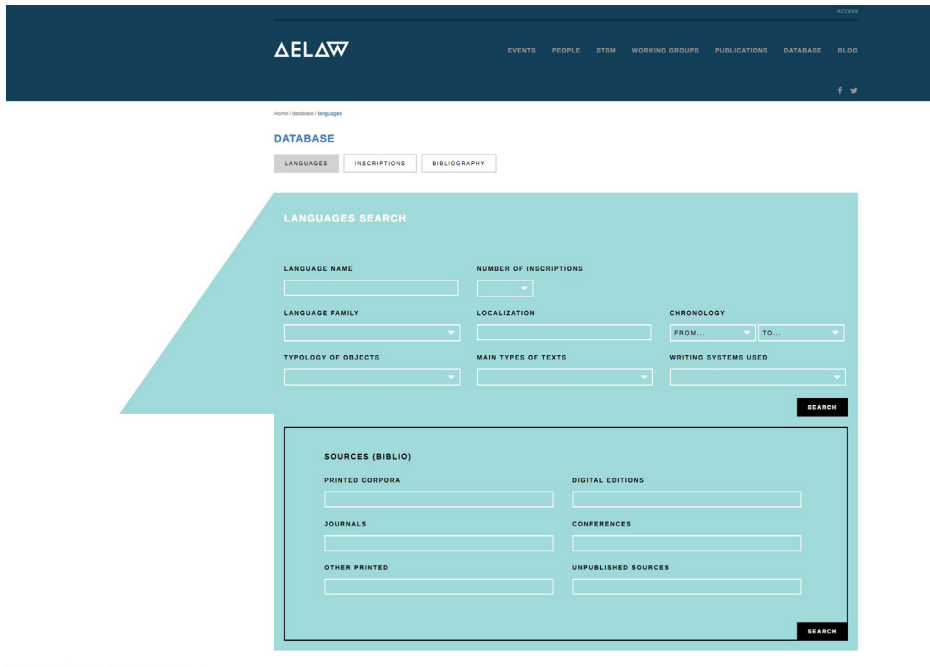 ACCESS
AELAW
EVENTS PEOPLE STSM WORKING GROUPS PUBLICATIONS DATABASE BLOG
Home / database / languages
DATABASE
LANGUAGES INSCRIPTIONS BIBLIOGRAPHY
LANGUAGES SEARCH
LANGUAGE NAME NUMBER OF INSCRIPTIONS
LANGUAGE FAMILY LOCALIZATION CHRONOLOGY
FROM... TO...
TYPOLOGY OF OBJECTS MAIN TYPES OF TEXTS WRITING SYSTEMS USED
SEARCH
SOURCES (BIBLIO)
PRINTED CORPORA DIGITAL EDITIONS
JOURNALS CONFERENCES
OTHER PRINTED UNPUBLISHED SOURCES
SEARCH